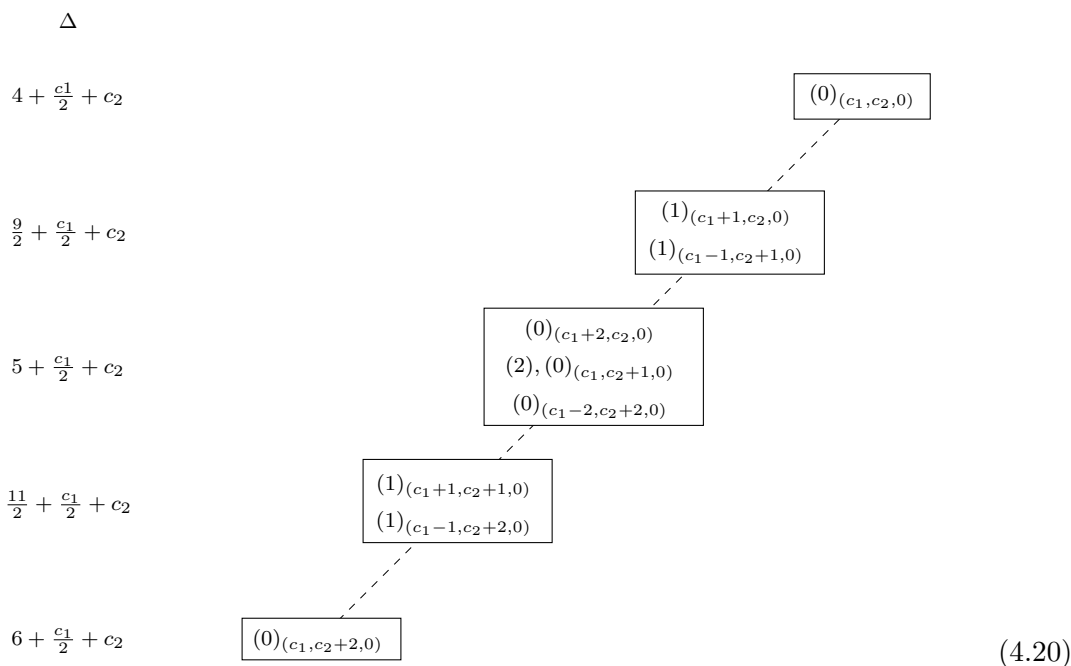 Δ
4 + c1/2 + c₂ (0)₍c₁,c₂,0₎
9/2 + c₁/2 + c₂ (1)₍c₁+1,c₂,0₎
(1)₍c₁−1,c₂+1,0₎
5 + c₁/2 + c₂ (0)₍c₁+2,c₂,0₎
(2), (0)₍c₁,c₂+1,0₎
(0)₍c₁−2,c₂+2,0₎
11/2 + c₁/2 + c₂ (1)₍c₁+1,c₂+1,0₎
(1)₍c₁−1,c₂+2,0₎
6 + c₁/2 + c₂ (0)₍c₁,c₂+2,0₎
(4.20)